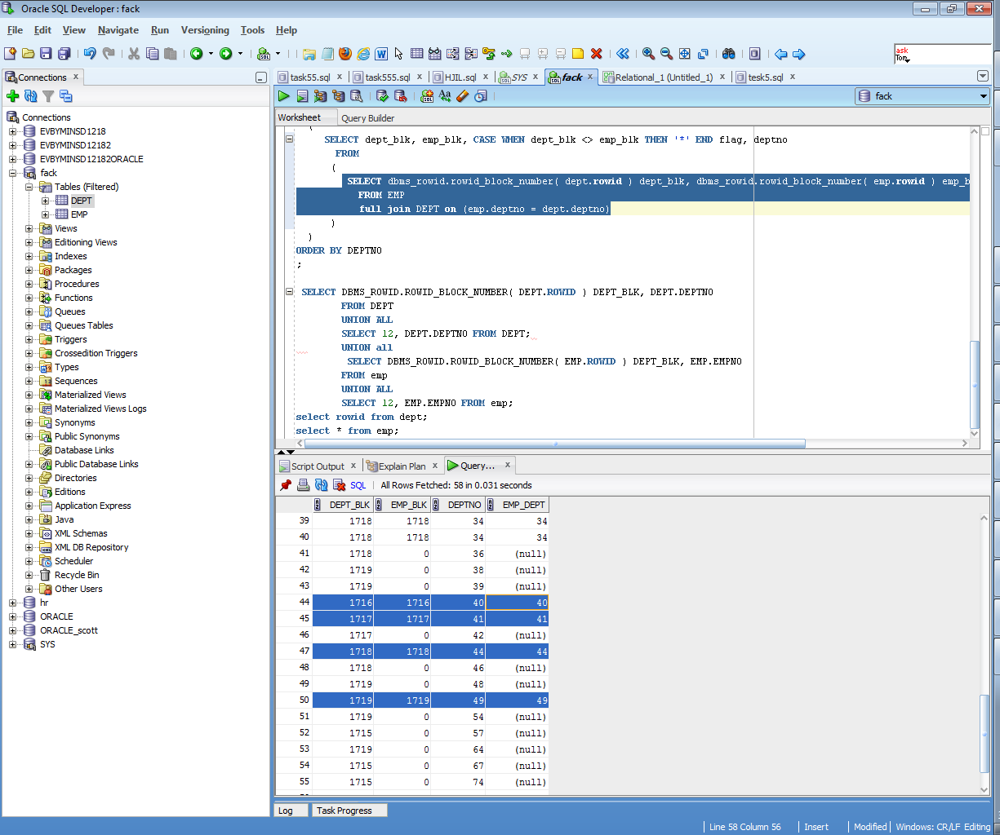 Oracle SQL Developer : fack
File Edit View Navigate Run Versioning Tools Help
ask
Tom
Connections
task55.sql
task555.sql
HJIL.sql
SYS
fack
Relational_1 (Untitled_1)
tesk5.sql
fack
Worksheet
Query Builder
Connections
EVBYMINSD1218
EVBYMINSD12182
EVBYMINSD12182ORACLE
fack
Tables (Filtered)
DEPT
EMP
Views
Editioning Views
Indexes
Packages
Procedures
Functions
Queues
Queues Tables
Triggers
Crossedition Triggers
Types
Sequences
Materialized Views
Materialized Views Logs
Synonyms
Public Synonyms
Database Links
Public Database Links
Directories
Editions
Application Express
Java
XML Schemas
XML DB Repository
Scheduler
Recycle Bin
Other Users
hr
ORACLE
ORACLE_scott
SYS
(
SELECT dept_blk, emp_blk, CASE WHEN dept_blk <> emp_blk THEN '*' END flag, deptno
FROM
(
SELECT dbms_rowid.rowid_block_number( dept.rowid ) dept_blk, dbms_rowid.rowid_block_number( emp.rowid ) emp_b
FROM EMP
full join DEPT on (emp.deptno = dept.deptno)
)
)
ORDER BY DEPTNO
;
SELECT DBMS_ROWID.ROWID_BLOCK_NUMBER( DEPT.ROWID ) DEPT_BLK, DEPT.DEPTNO
FROM DEPT
UNION ALL
SELECT 12, DEPT.DEPTNO FROM DEPT;
UNION all
SELECT DBMS_ROWID.ROWID_BLOCK_NUMBER( EMP.ROWID ) DEPT_BLK, EMP.EMPNO
FROM emp
UNION ALL
SELECT 12, EMP.EMPNO FROM emp;
select rowid from dept;
select * from emp;
Script Output
Explain Plan
Query...
SQL
All Rows Fetched: 58 in 0.031 seconds
DEPT_BLK EMP_BLK DEPTNO EMP_DEPT
39 1718 1718 34 34
40 1718 1718 34 34
41 1718 0 36 (null)
42 1719 0 38 (null)
43 1719 0 39 (null)
44 1716 1716 40 40
45 1717 1717 41 41
46 1717 0 42 (null)
47 1718 1718 44 44
48 1718 0 46 (null)
49 1719 0 48 (null)
50 1719 1719 49 49
51 1719 0 54 (null)
52 1715 0 57 (null)
53 1719 0 64 (null)
54 1715 0 67 (null)
55 1715 0 74 (null)
Log
Task Progress
Line 58 Column 56
Insert
Modified
Windows: CR/LF Editing